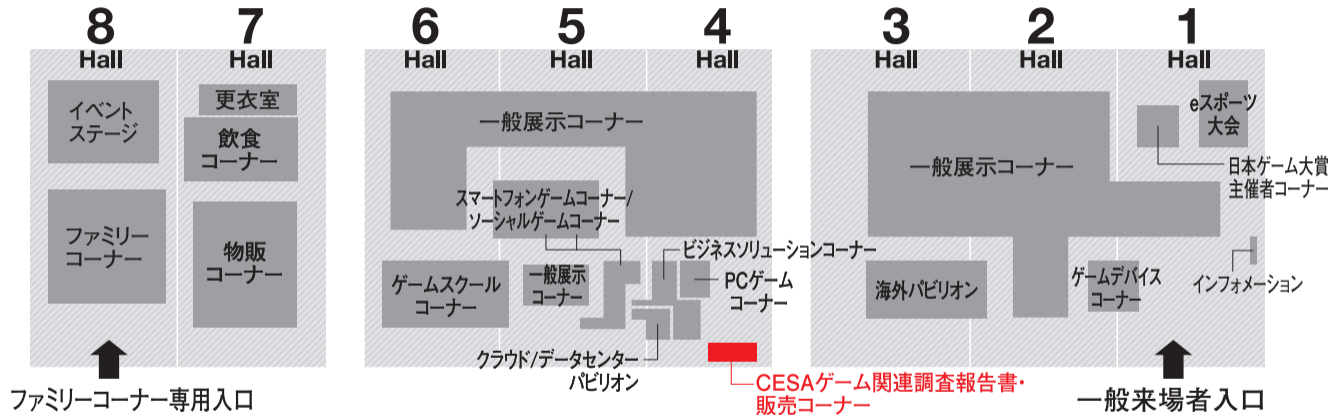 8
Hall
7
Hall
6
Hall
5
Hall
4
Hall
3
Hall
2
Hall
1
Hall
イベント
ステージ
更衣室
飲食
コーナー
ファミリー
コーナー
物販
コーナー
ファミリーコーナー専用入口
一般展示コーナー
スマートフォンゲームコーナー/
ソーシャルゲームコーナー
ゲームスクール
コーナー
一般展示
コーナー
ビジネスソリューションコーナー
PCゲーム
コーナー
クラウド/データセンター
パビリオン
CESAゲーム関連調査報告書・
販売コーナー
一般展示コーナー
eスポーツ
大会
日本ゲーム大賞
主催者コーナー
海外パビリオン
ゲームデバイス
コーナー
インフォメーション
一般来場者入口